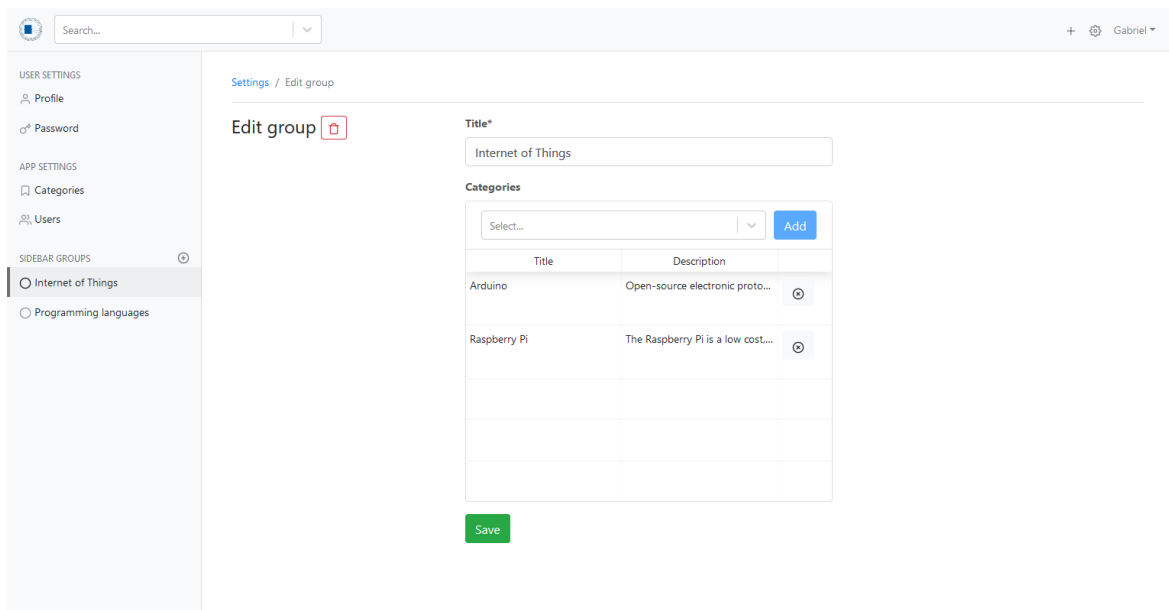 Search...
Gabriel
USER SETTINGS
Profile
Password
APP SETTINGS
Categories
Users
SIDEBAR GROUPS
Internet of Things
Programming languages
Settings / Edit group
Edit group
Title*
Internet of Things
Categories
Select...
Add
Title Description
Arduino Open-source electronic proto...
Raspberry Pi The Raspberry Pi is a low cost,...
Save